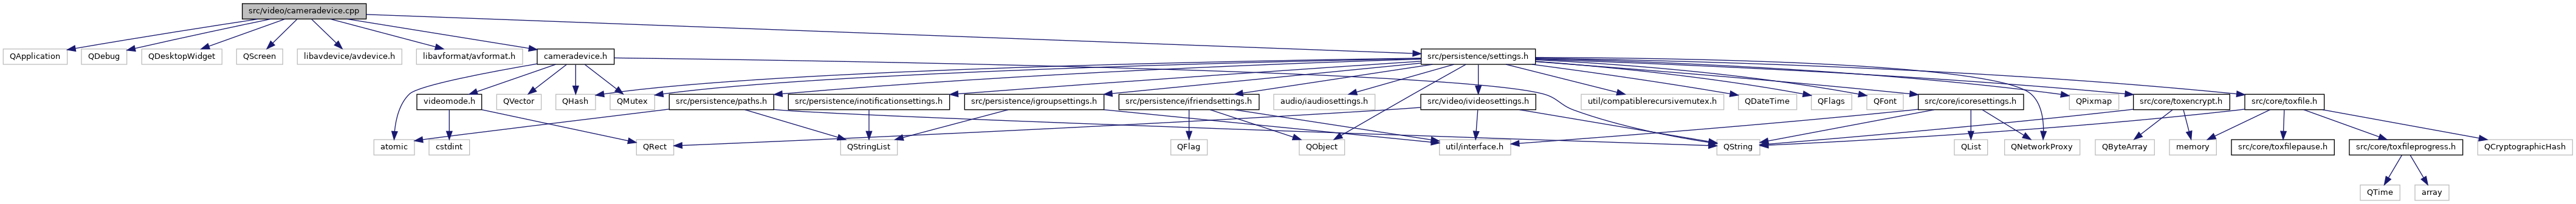 src/video/cameradevice.cpp
QApplication
QDebug
QDesktopWidget
QScreen
libavdevice/avdevice.h
libavformat/avformat.h
cameradevice.h
src/persistence/settings.h
videomode.h
QVector
QHash
QMutex
src/persistence/paths.h
src/persistence/inotificationsettings.h
src/persistence/igroupsettings.h
src/persistence/ifriendsettings.h
audio/iaudiosettings.h
src/video/ivideosettings.h
util/compatiblerecursivemutex.h
QDateTime
QFlags
QFont
src/core/icoresettings.h
QPixmap
src/core/toxencrypt.h
src/core/toxfile.h
atomic
cstdint
QRect
QStringList
QFlag
QObject
util/interface.h
QString
QList
QNetworkProxy
QByteArray
memory
src/core/toxfilepause.h
src/core/toxfileprogress.h
QCryptographicHash
QTime
array